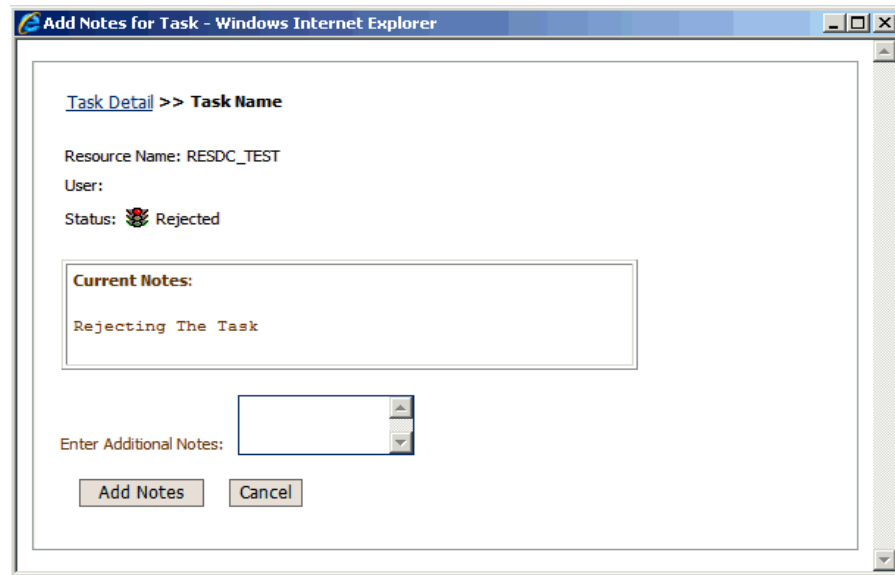 Add Notes for Task - Windows Internet Explorer
Task Detail >> Task Name
Resource Name: RESDC_TEST
User:
Status: Rejected
Current Notes:
Rejecting The Task
Enter Additional Notes:
Add Notes Cancel